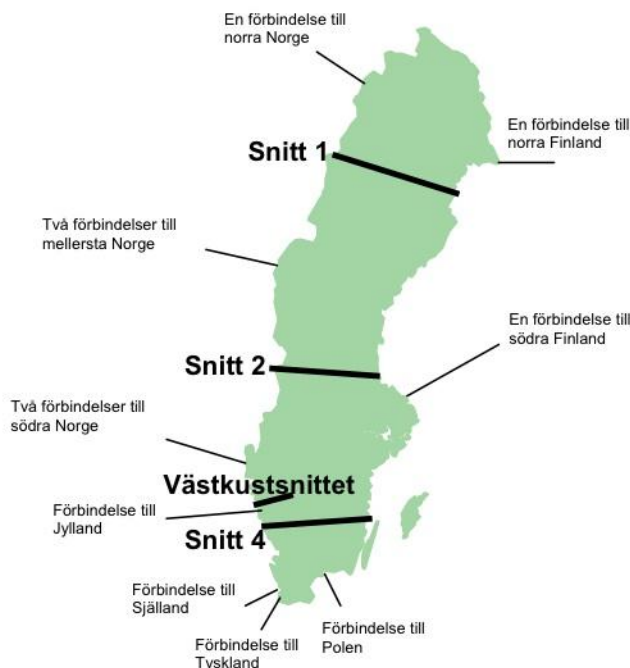 En förbindelse till
norra Norge
En förbindelse till
norra Finland
Snitt 1
Två förbindelser till
mellersta Norge
En förbindelse till
södra Finland
Snitt 2
Två förbindelser till
södra Norge
Västkustsnittet
Förbindelse till
Jylland
Snitt 4
Förbindelse till
Själland
Förbindelse till
Tyskland
Förbindelse till
Polen